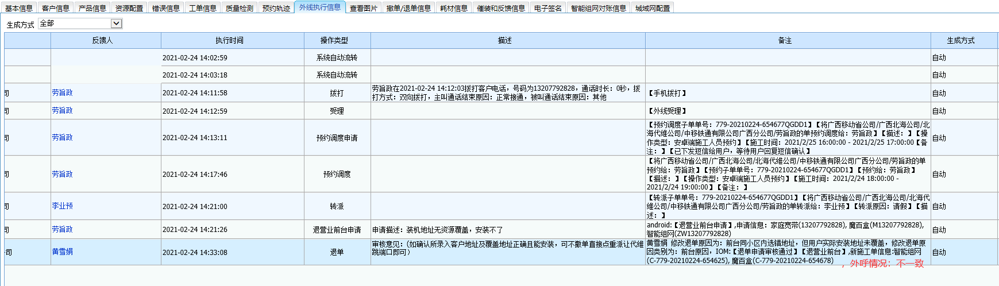 基本信息 客户信息 产品信息 资源配置 错误信息 工单信息 质量检测 预约轨迹 外线执行信息 查看图片 撤单/退单信息 耗材信息 催装和反馈信息 电子签名 智能组网对账信息 城域网配置
生成方式 全部
反馈人 执行时间 操作类型 描述 备注 生成方式
2021-02-24 14:02:59 系统自动流转 自动
2021-02-24 14:03:18 系统自动流转 自动
司 劳旨政 2021-02-24 14:11:58 拨打
劳旨政在2021-02-24 14:12:03拨打客户电话，号码为13207792828，通话时长：0秒，拨
打方式：双向拨打，主叫通话结束原因：正常接通，被叫通话结束原因：其他
【手机拨打】 自动
司 劳旨政 2021-02-24 14:12:59 受理 【外线受理】 自动
司 劳旨政 2021-02-24 14:13:11 预约调度申请
【预约调度子单单号：779-20210224-654677QGDD1】【将广西移动省公司/广西北海公司/北
海代维公司/中移铁通有限公司广西分公司/劳旨政的单预约调度给：劳旨政】【描述：】【操
作类型：安卓端施工人员预约】【施工时间：2021/2/25 16:00:00 - 2021/2/25 17:00:00【备
注：】【已下发短信给用户，等待用户回复短信确认】
自动
司 劳旨政 2021-02-24 14:17:46 预约调度
【将广西移动省公司/广西北海公司/北海代维公司/中移铁通有限公司广西分公司/劳旨政的单
预约给：劳旨政】【预约子单单号：779-20210224-654677QGDD1】【预约给：劳旨政】
【描述：】【操作类型：安卓端施工人员预约】【施工时间：2021/2/24 18:00:00 -
2021/2/24 19:00:00】【备注：】
自动
司 李业预 2021-02-24 14:21:00 转派
【转派子单单号：779-20210224-654677QGDD1】【将广西移动省公司/广西北海公司/北海代
维公司/中移铁通有限公司广西分公司/劳旨政的单转派给：李业预】【转派原因：请假】【描
述：】
自动
司 劳旨政 2021-02-24 14:21:26 退营业前台申请 申请描述：装机地址无资源覆盖，安装不了
android:【退营业前台申请】,申请信息：家庭宽带(13207792828), 魔百盒(M13207792828),
智能组网(ZW13207792828)
自动
司 黄雪娟 2021-02-24 14:33:08 退单
审核意见：（如确认所录入客户地址及覆盖地址正确且能安装，可不撤单直接点重派让代维
跳端口即可）
黄雪娟 修改退单原因为：前台同小区内选错地址，但用户实际安装地址未覆盖，修改退单原
因类别为：前台原因，IOM:【退单申请审核通过】【退营业前台】,新施工单信息:智能组网
(C-779-20210224-654625), 魔百盒(C-779-20210224-654678)
自动
，外呼情况：不一致